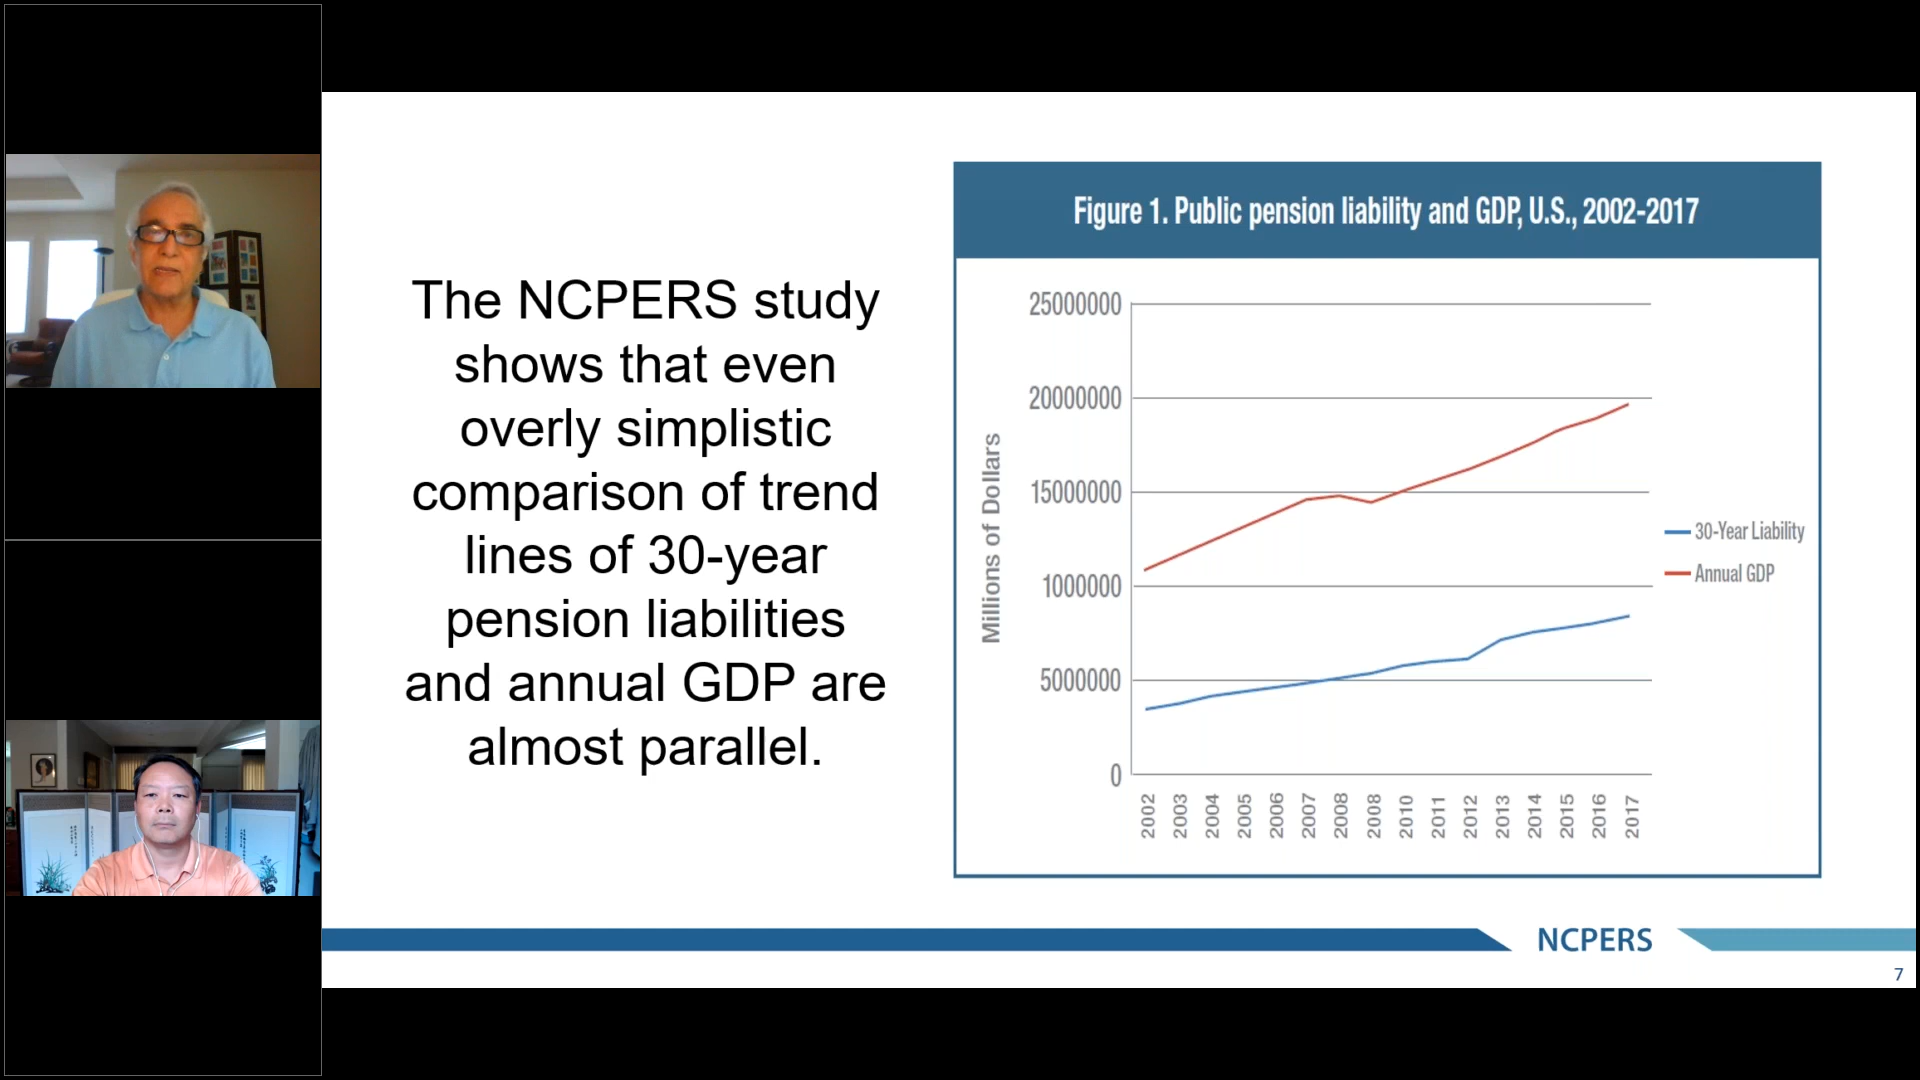 The NCPERS study
shows that even
overly simplistic
comparison of trend
lines of 30-year
pension liabilities
and annual GDP are
almost parallel.
Figure 1. Public pension liability and GDP, U.S., 2002-2017
Millions of Dollars
25000000
20000000
15000000
1000000
5000000
0
2002
2003
2004
2005
2006
2007
2008
2008
2010
2011
2012
2013
2014
2015
2016
2017
30-Year Liability
Annual GDP
NCPERS
7